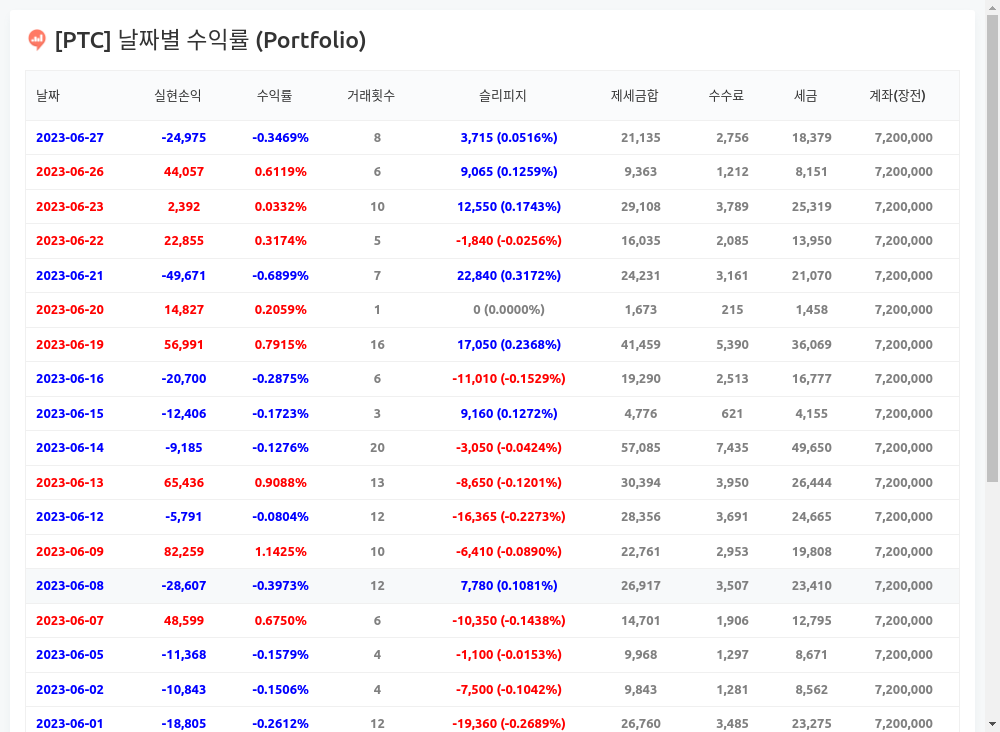 [PTC] 날짜별 수익률 (Portfolio)
날짜 실현손익 수익률 거래횟수 슬리피지 제세금합 수수료 세금 계좌(장전)
2023-06-27 -24,975 -0.3469% 8 3,715 (0.0516%) 21,135 2,756 18,379 7,200,000
2023-06-26 44,057 0.6119% 6 9,065 (0.1259%) 9,363 1,212 8,151 7,200,000
2023-06-23 2,392 0.0332% 10 12,550 (0.1743%) 29,108 3,789 25,319 7,200,000
2023-06-22 22,855 0.3174% 5 -1,840 (-0.0256%) 16,035 2,085 13,950 7,200,000
2023-06-21 -49,671 -0.6899% 7 22,840 (0.3172%) 24,231 3,161 21,070 7,200,000
2023-06-20 14,827 0.2059% 1 0 (0.0000%) 1,673 215 1,458 7,200,000
2023-06-19 56,991 0.7915% 16 17,050 (0.2368%) 41,459 5,390 36,069 7,200,000
2023-06-16 -20,700 -0.2875% 6 -11,010 (-0.1529%) 19,290 2,513 16,777 7,200,000
2023-06-15 -12,406 -0.1723% 3 9,160 (0.1272%) 4,776 621 4,155 7,200,000
2023-06-14 -9,185 -0.1276% 20 -3,050 (-0.0424%) 57,085 7,435 49,650 7,200,000
2023-06-13 65,436 0.9088% 13 -8,650 (-0.1201%) 30,394 3,950 26,444 7,200,000
2023-06-12 -5,791 -0.0804% 12 -16,365 (-0.2273%) 28,356 3,691 24,665 7,200,000
2023-06-09 82,259 1.1425% 10 -6,410 (-0.0890%) 22,761 2,953 19,808 7,200,000
2023-06-08 -28,607 -0.3973% 12 7,780 (0.1081%) 26,917 3,507 23,410 7,200,000
2023-06-07 48,599 0.6750% 6 -10,350 (-0.1438%) 14,701 1,906 12,795 7,200,000
2023-06-05 -11,368 -0.1579% 4 -1,100 (-0.0153%) 9,968 1,297 8,671 7,200,000
2023-06-02 -10,843 -0.1506% 4 -7,500 (-0.1042%) 9,843 1,281 8,562 7,200,000
2023-06-01 -18,805 -0.2612% 12 -19,360 (-0.2689%) 26,760 3,485 23,275 7,200,000